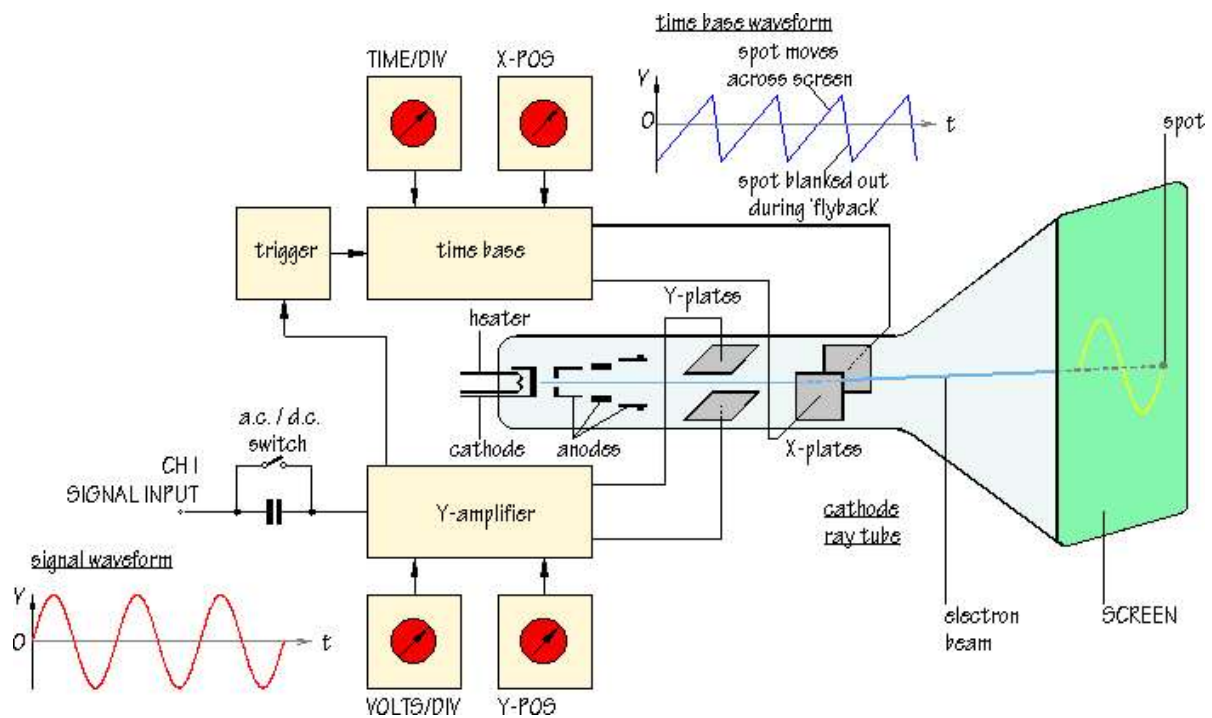 time base waveform
TIME/DIV
X-POS
spot moves
across screen
V
O
t
spot
spot blanked out
during 'flyback'
trigger
time base
Y-plates
heater
cathode
anodes
X-plates
a.c. / d.c.
switch
CH I
SIGNAL INPUT
Y-amplifier
cathode
ray tube
signal waveform
V
O
t
electron
beam
SCREEN
VOLTS/DIV
Y-POS